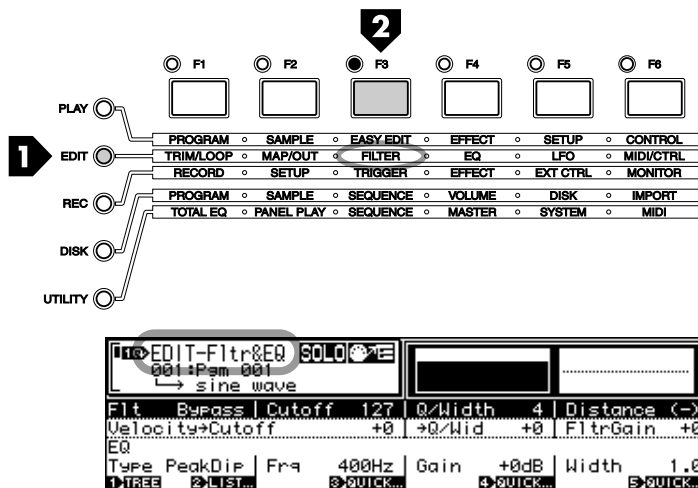 2
F1 F2 F3 F4 F5 F6
PLAY
PROGRAM SAMPLE EASY EDIT EFFECT SETUP CONTROL
1 EDIT
TRIM/LOOP MAP/OUT FILTER EQ LFO MIDI/CTRL
RECORD SETUP TRIGGER EFFECT EXT CTRL MONITOR
REC
PROGRAM SAMPLE SEQUENCE VOLUME DISK IMPORT
TOTAL EQ PANEL PLAY SEQUENCE MASTER SYSTEM MIDI
DISK
UTILITY
EDIT-Fltr&EQ SOLO
001:Pgm 001
sine wave
Flt Bypass Cutoff 127 Q/Width 4 Distance (-)
Velocity→Cutoff +0 →Q/Wid +0 FltrGain +0
EQ
Type PeakDip Frq 400Hz Gain +0dB Width 1.0
1 TREE 2 LIST... 3 QUICK... 4 QUICK... 5 QUICK...